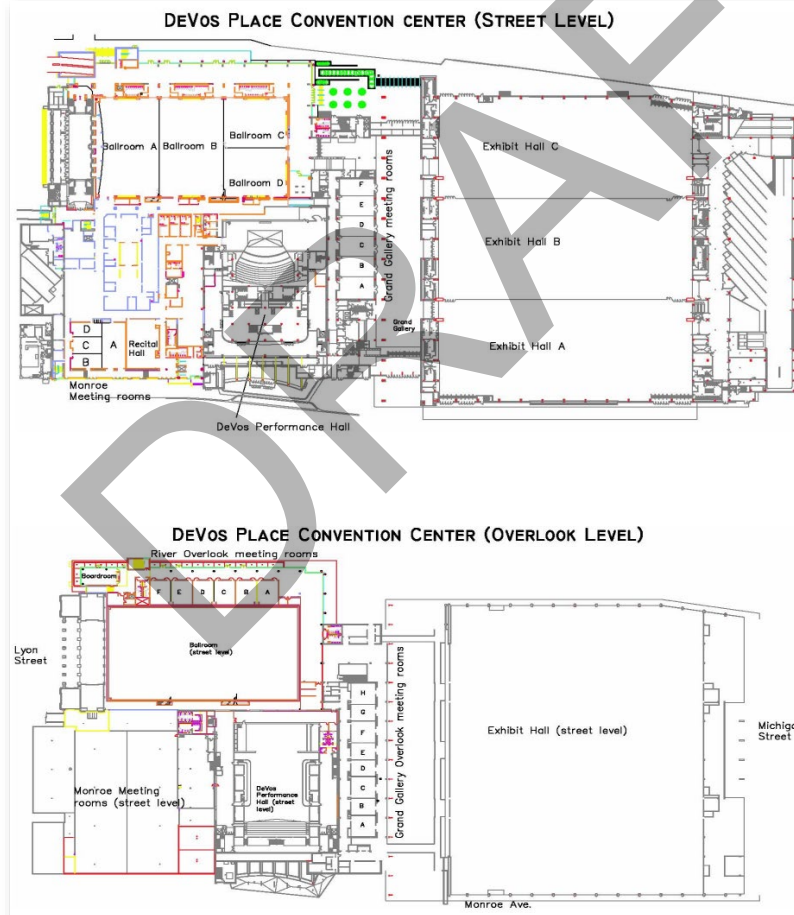 DeVos Place Convention center (Street Level)
Ballroom A
Ballroom B
Ballroom C
Ballroom D
Exhibit Hall C
Exhibit Hall B
Exhibit Hall A
F
E
D
C
B
A
Grand Gallery meeting rooms
Grand
Gallery
D
C
B
A
Recital
Hall
Monroe
Meeting rooms
DeVos Performance Hall
DeVos Place Convention Center (Overlook Level)
River Overlook meeting rooms
Boardroom
F E D C B A
Ballroom
(street level)
Lyon
Street
H
G
F
E
D
C
B
A
Grand Gallery Overlook meeting rooms
Exhibit Hall (street level)
Michiga
Street
Monroe Meeting
rooms (street level)
DeVos
Performance
Hall (street
level)
Monroe Ave.
DRAF